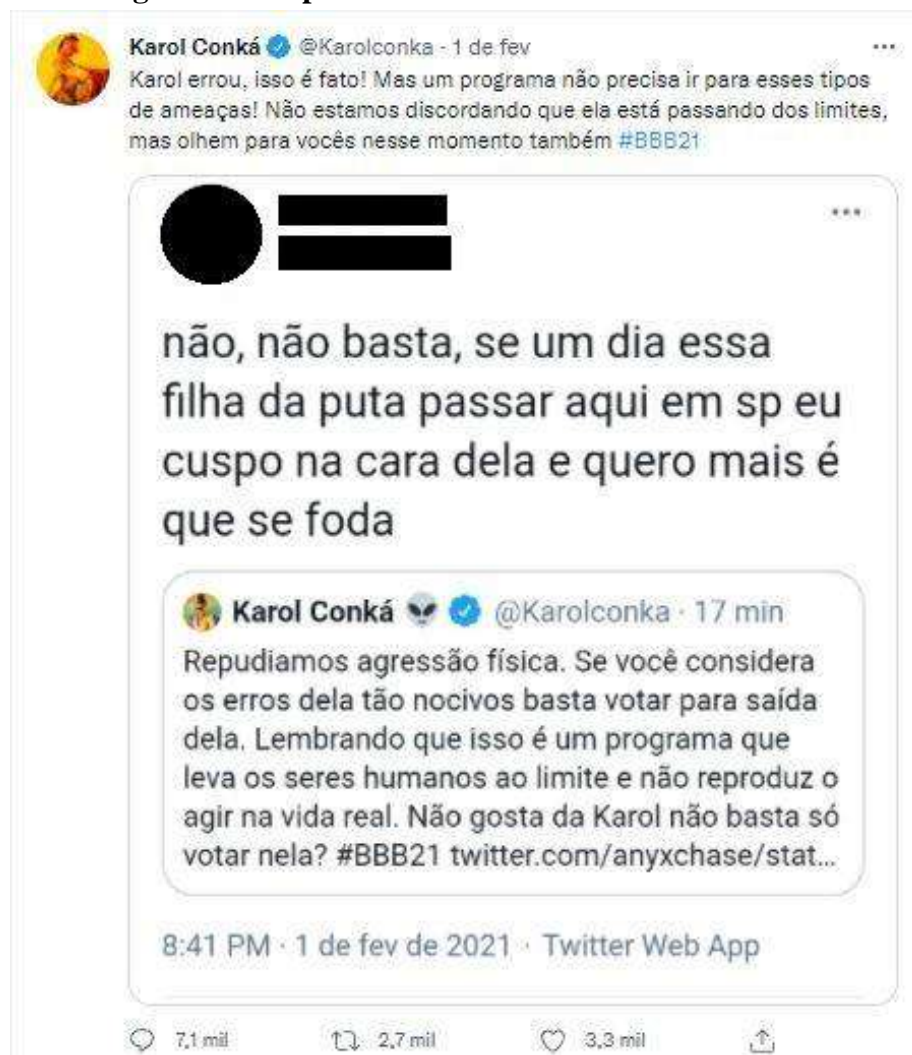 Karol Conká @Karolconka · 1 de fev
Karol errou, isso é fato! Mas um programa não precisa ir para esses tipos
de ameaças! Não estamos discordando que ela está passando dos limites,
mas olhem para vocês nesse momento também #BBB21
não, não basta, se um dia essa
filha da puta passar aqui em sp eu
cuspo na cara dela e quero mais é
que se foda
Karol Conká 👽 @Karolconka · 17 min
Repudiamos agressão física. Se você considera
os erros dela tão nocivos basta votar para saída
dela. Lembrando que isso é um programa que
leva os seres humanos ao limite e não reproduz o
agir na vida real. Não gosta da Karol não basta só
votar nela? #BBB21 twitter.com/anyxchase/stat...
8:41 PM · 1 de fev de 2021 · Twitter Web App
7,1 mil 2,7 mil 3,3 mil